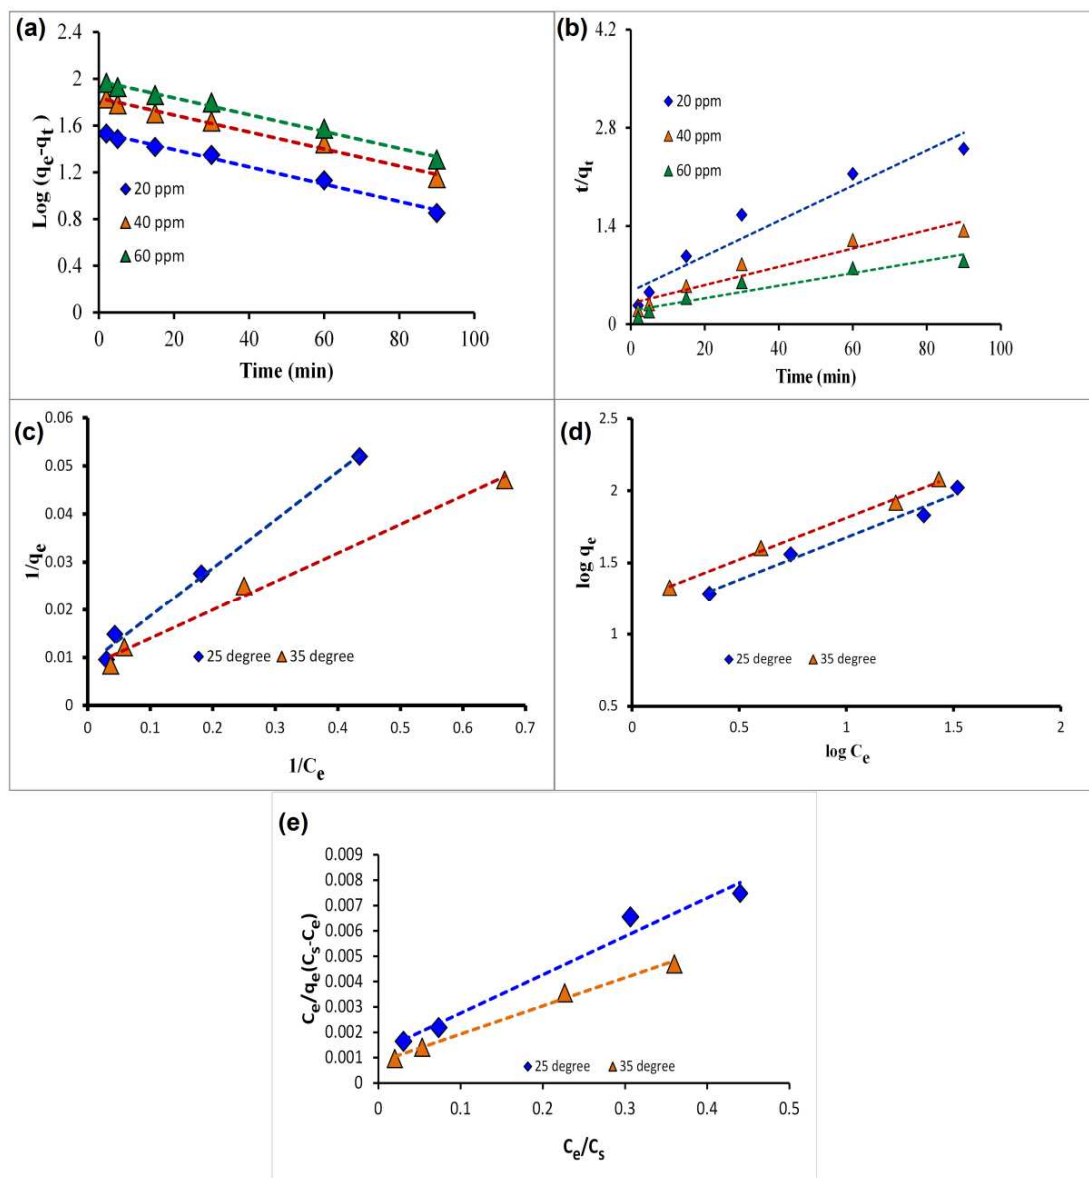 (a)
2.4
2
1.6
1.2
0.8
0.4
0
Log (qe-qt)
20 ppm
40 ppm
60 ppm
0 20 40 60 80 100
Time (min)
(b)
4.2
2.8
1.4
0
t/qt
20 ppm
40 ppm
60 ppm
0 20 40 60 80 100
Time (min)
(c)
0.06
0.05
0.04
0.03
0.02
0.01
0
1/qe
25 degree 35 degree
0 0.1 0.2 0.3 0.4 0.5 0.6 0.7
1/Ce
(d)
2.5
2
1.5
1
0.5
log qe
25 degree 35 degree
0 0.5 1 1.5 2
log Ce
(e)
0.009
0.008
0.007
0.006
0.005
0.004
0.003
0.002
0.001
0
Ce/qe(Cs-Ce)
25 degree 35 degree
0 0.1 0.2 0.3 0.4 0.5
Ce/Cs